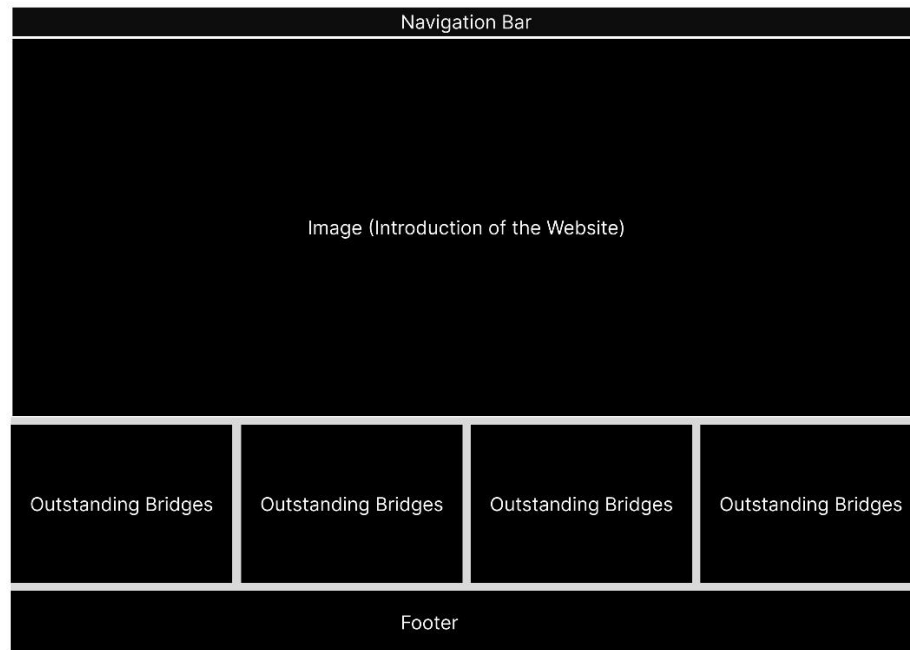 Navigation Bar
Image (Introduction of the Website)
Outstanding Bridges
Outstanding Bridges
Outstanding Bridges
Outstanding Bridges
Footer